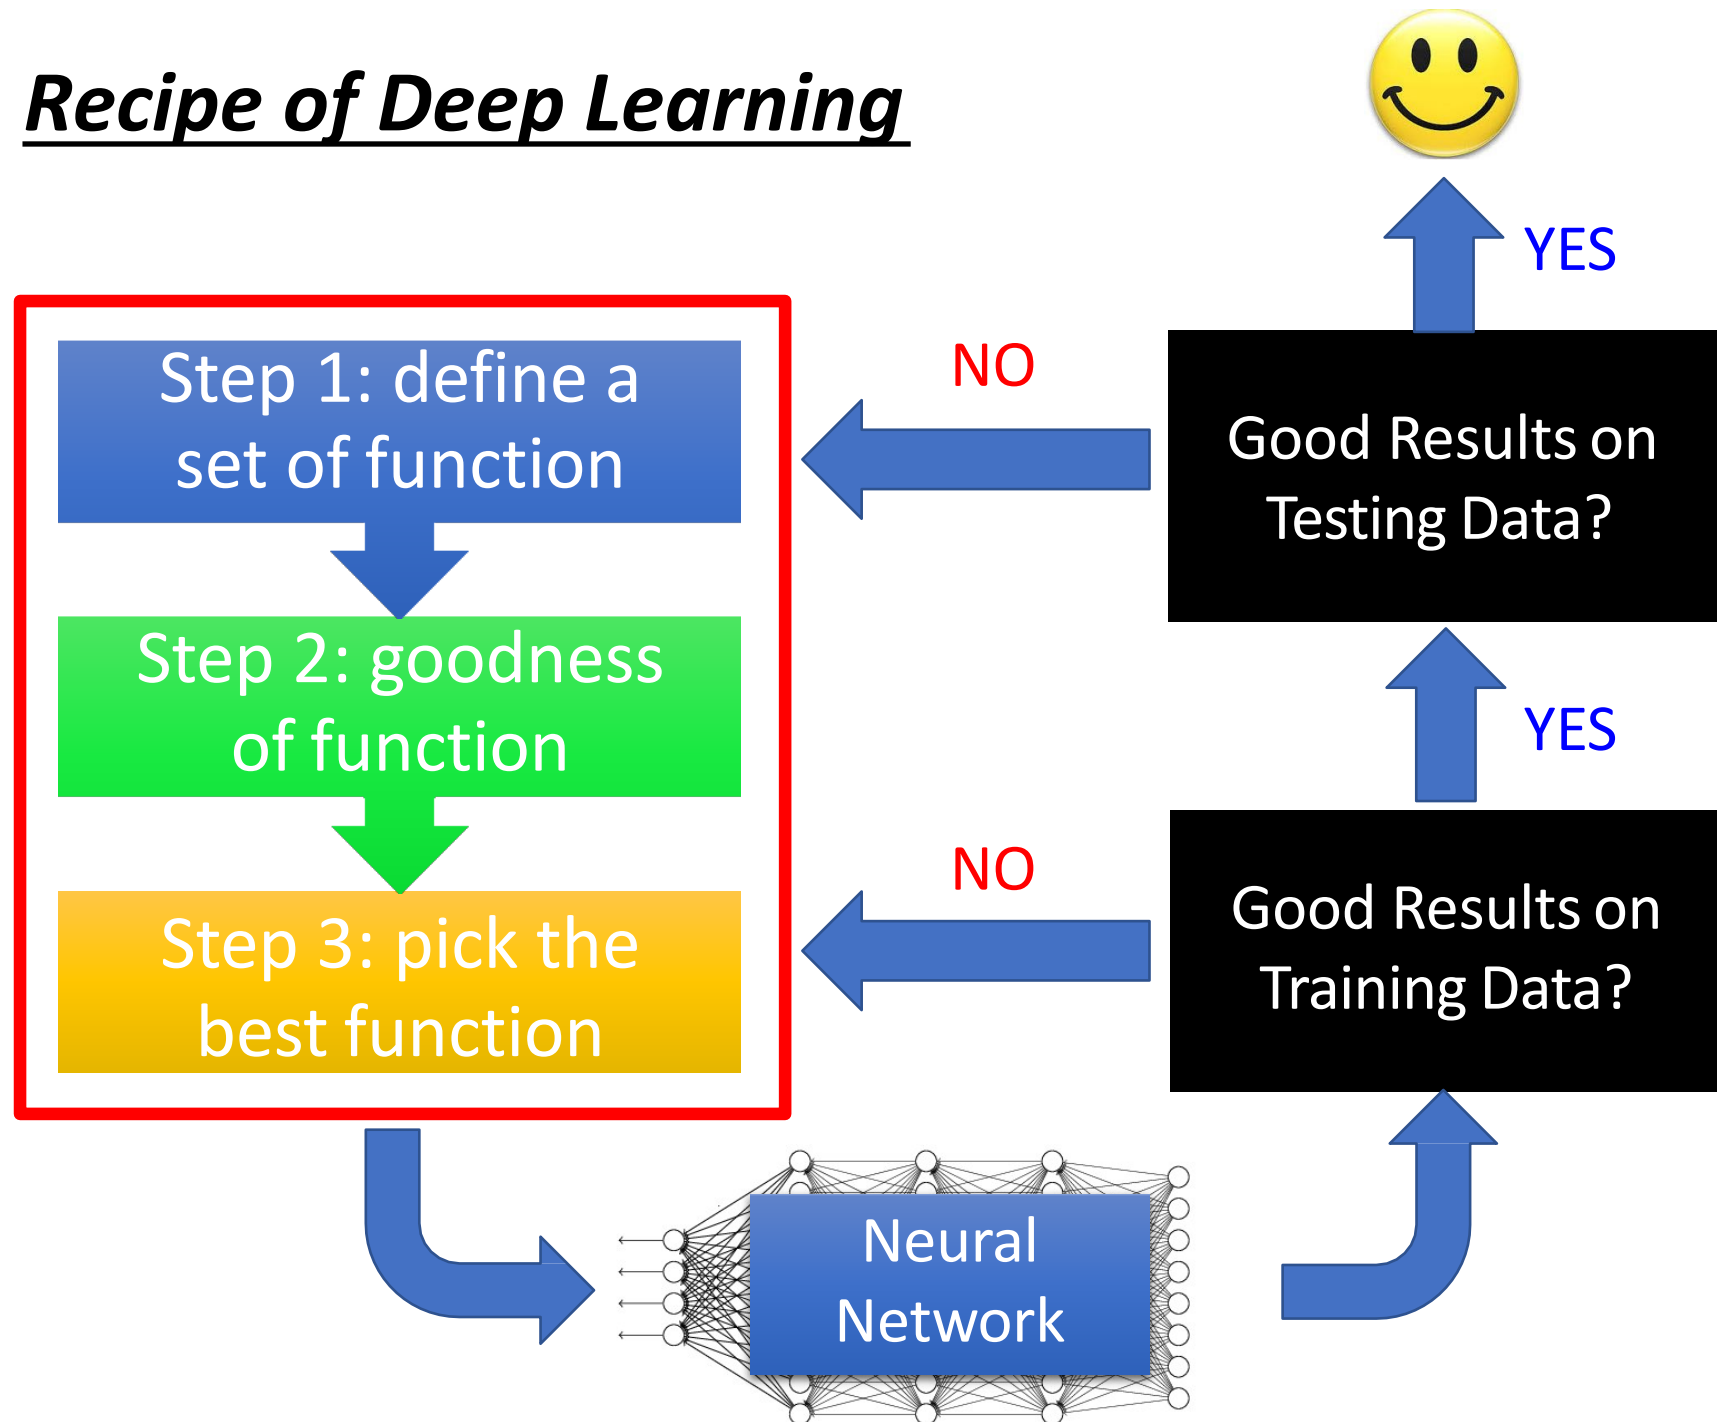 Recipe of Deep Learning
YES
Step 1: define a
set of function
NO
Good Results on
Testing Data?
Step 2: goodness
of function
YES
Step 3: pick the
best function
NO
Good Results on
Training Data?
Neural
Network